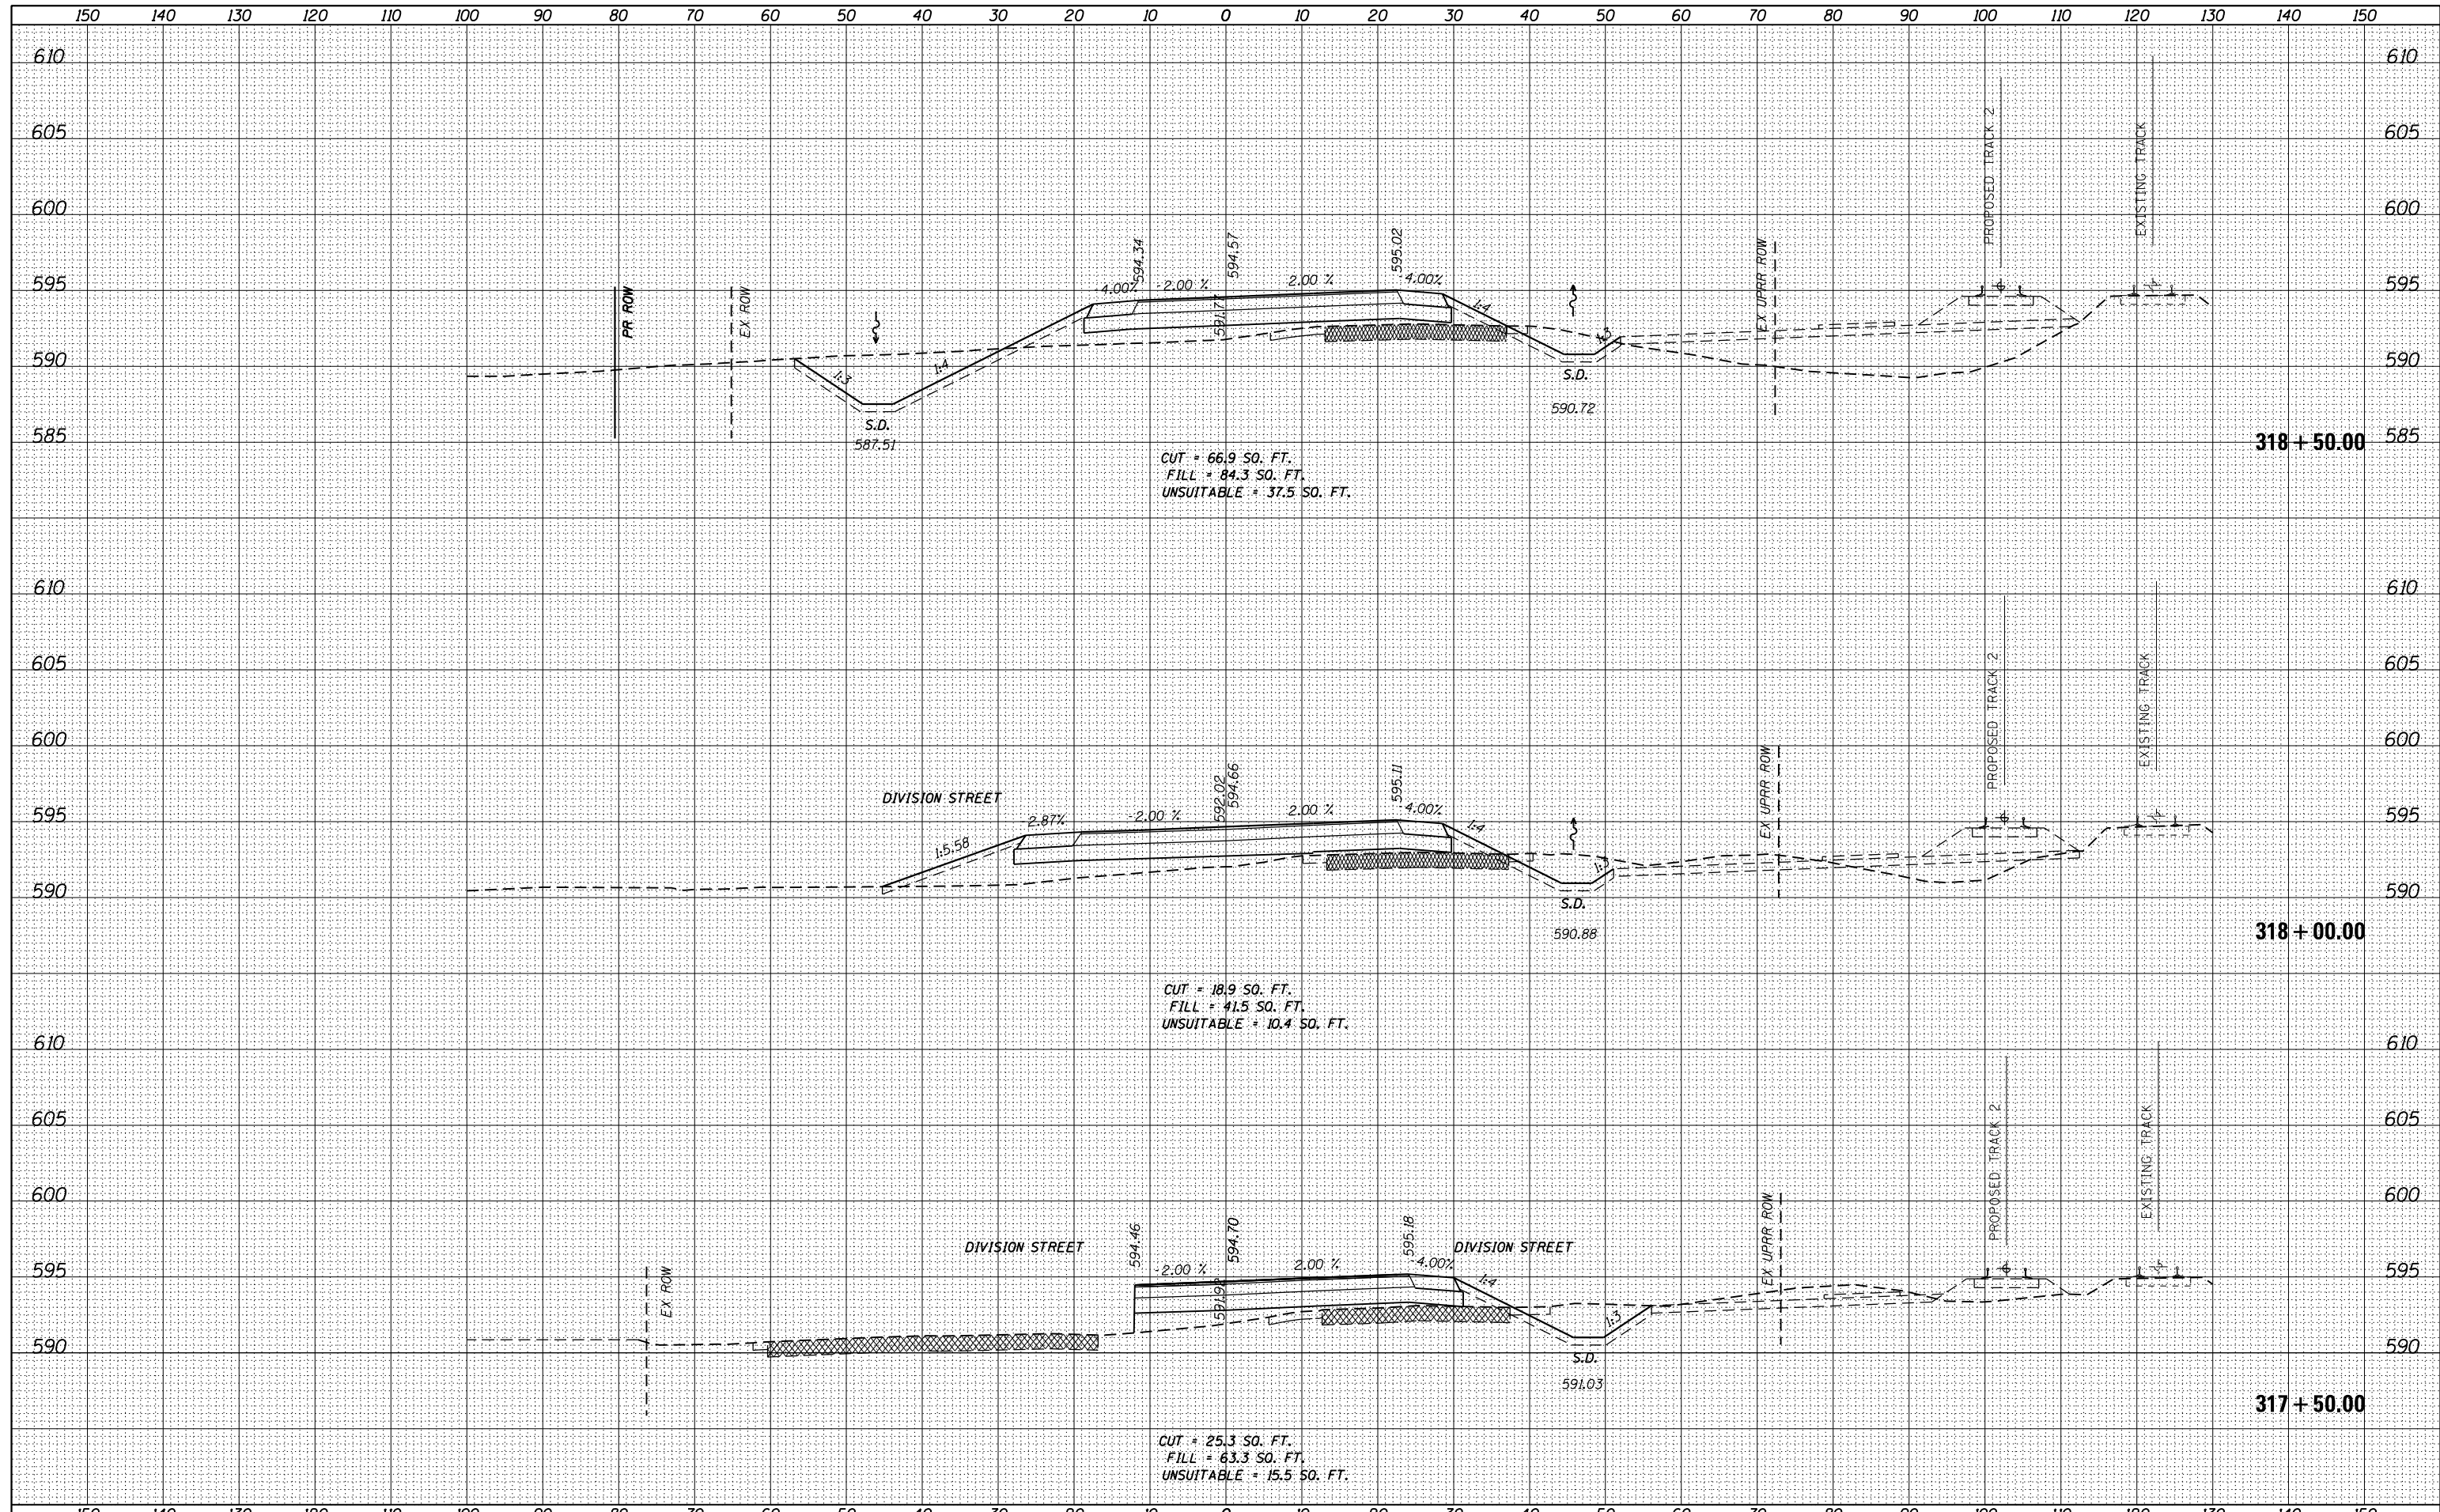 150 140 130 120 110 100 90 80 70 60 50 40 30 20 10 0 10 20 30 40 50 60 70 80 90 100 110 120 130 140 150
610 610
605 605
600 600
595 595
590 590
585 585
PROPOSED TRACK 2
EXISTING TRACK
PR ROW
EX ROW
EX UPRR ROW
594.34
594.57
591.77
595.02
4.00%
-2.00 %
2.00 %
4.00%
1:4
1:3
1:3
1:4
S.D.
587.51
S.D.
590.72
318+50.00
CUT = 66.9 SQ. FT.
FILL = 84.3 SQ. FT.
UNSUITABLE = 37.5 SQ. FT.
610 610
605 605
600 600
595 595
590 590
PROPOSED TRACK 2
EXISTING TRACK
EX UPRR ROW
DIVISION STREET
592.02
594.66
595.11
2.87%
-2.00 %
2.00 %
4.00%
1:5.58
1:4
1:3
S.D.
590.88
318+00.00
CUT = 18.9 SQ. FT.
FILL = 41.5 SQ. FT.
UNSUITABLE = 10.4 SQ. FT.
610 610
605 605
600 600
595 595
590 590
PROPOSED TRACK 2
EXISTING TRACK
EX ROW
EX UPRR ROW
DIVISION STREET
DIVISION STREET
594.46
594.70
591.92
595.18
-2.00 %
2.00 %
-4.00%
1:4
1:3
S.D.
591.03
317+50.00
CUT = 25.3 SQ. FT.
FILL = 63.3 SQ. FT.
UNSUITABLE = 15.5 SQ. FT.